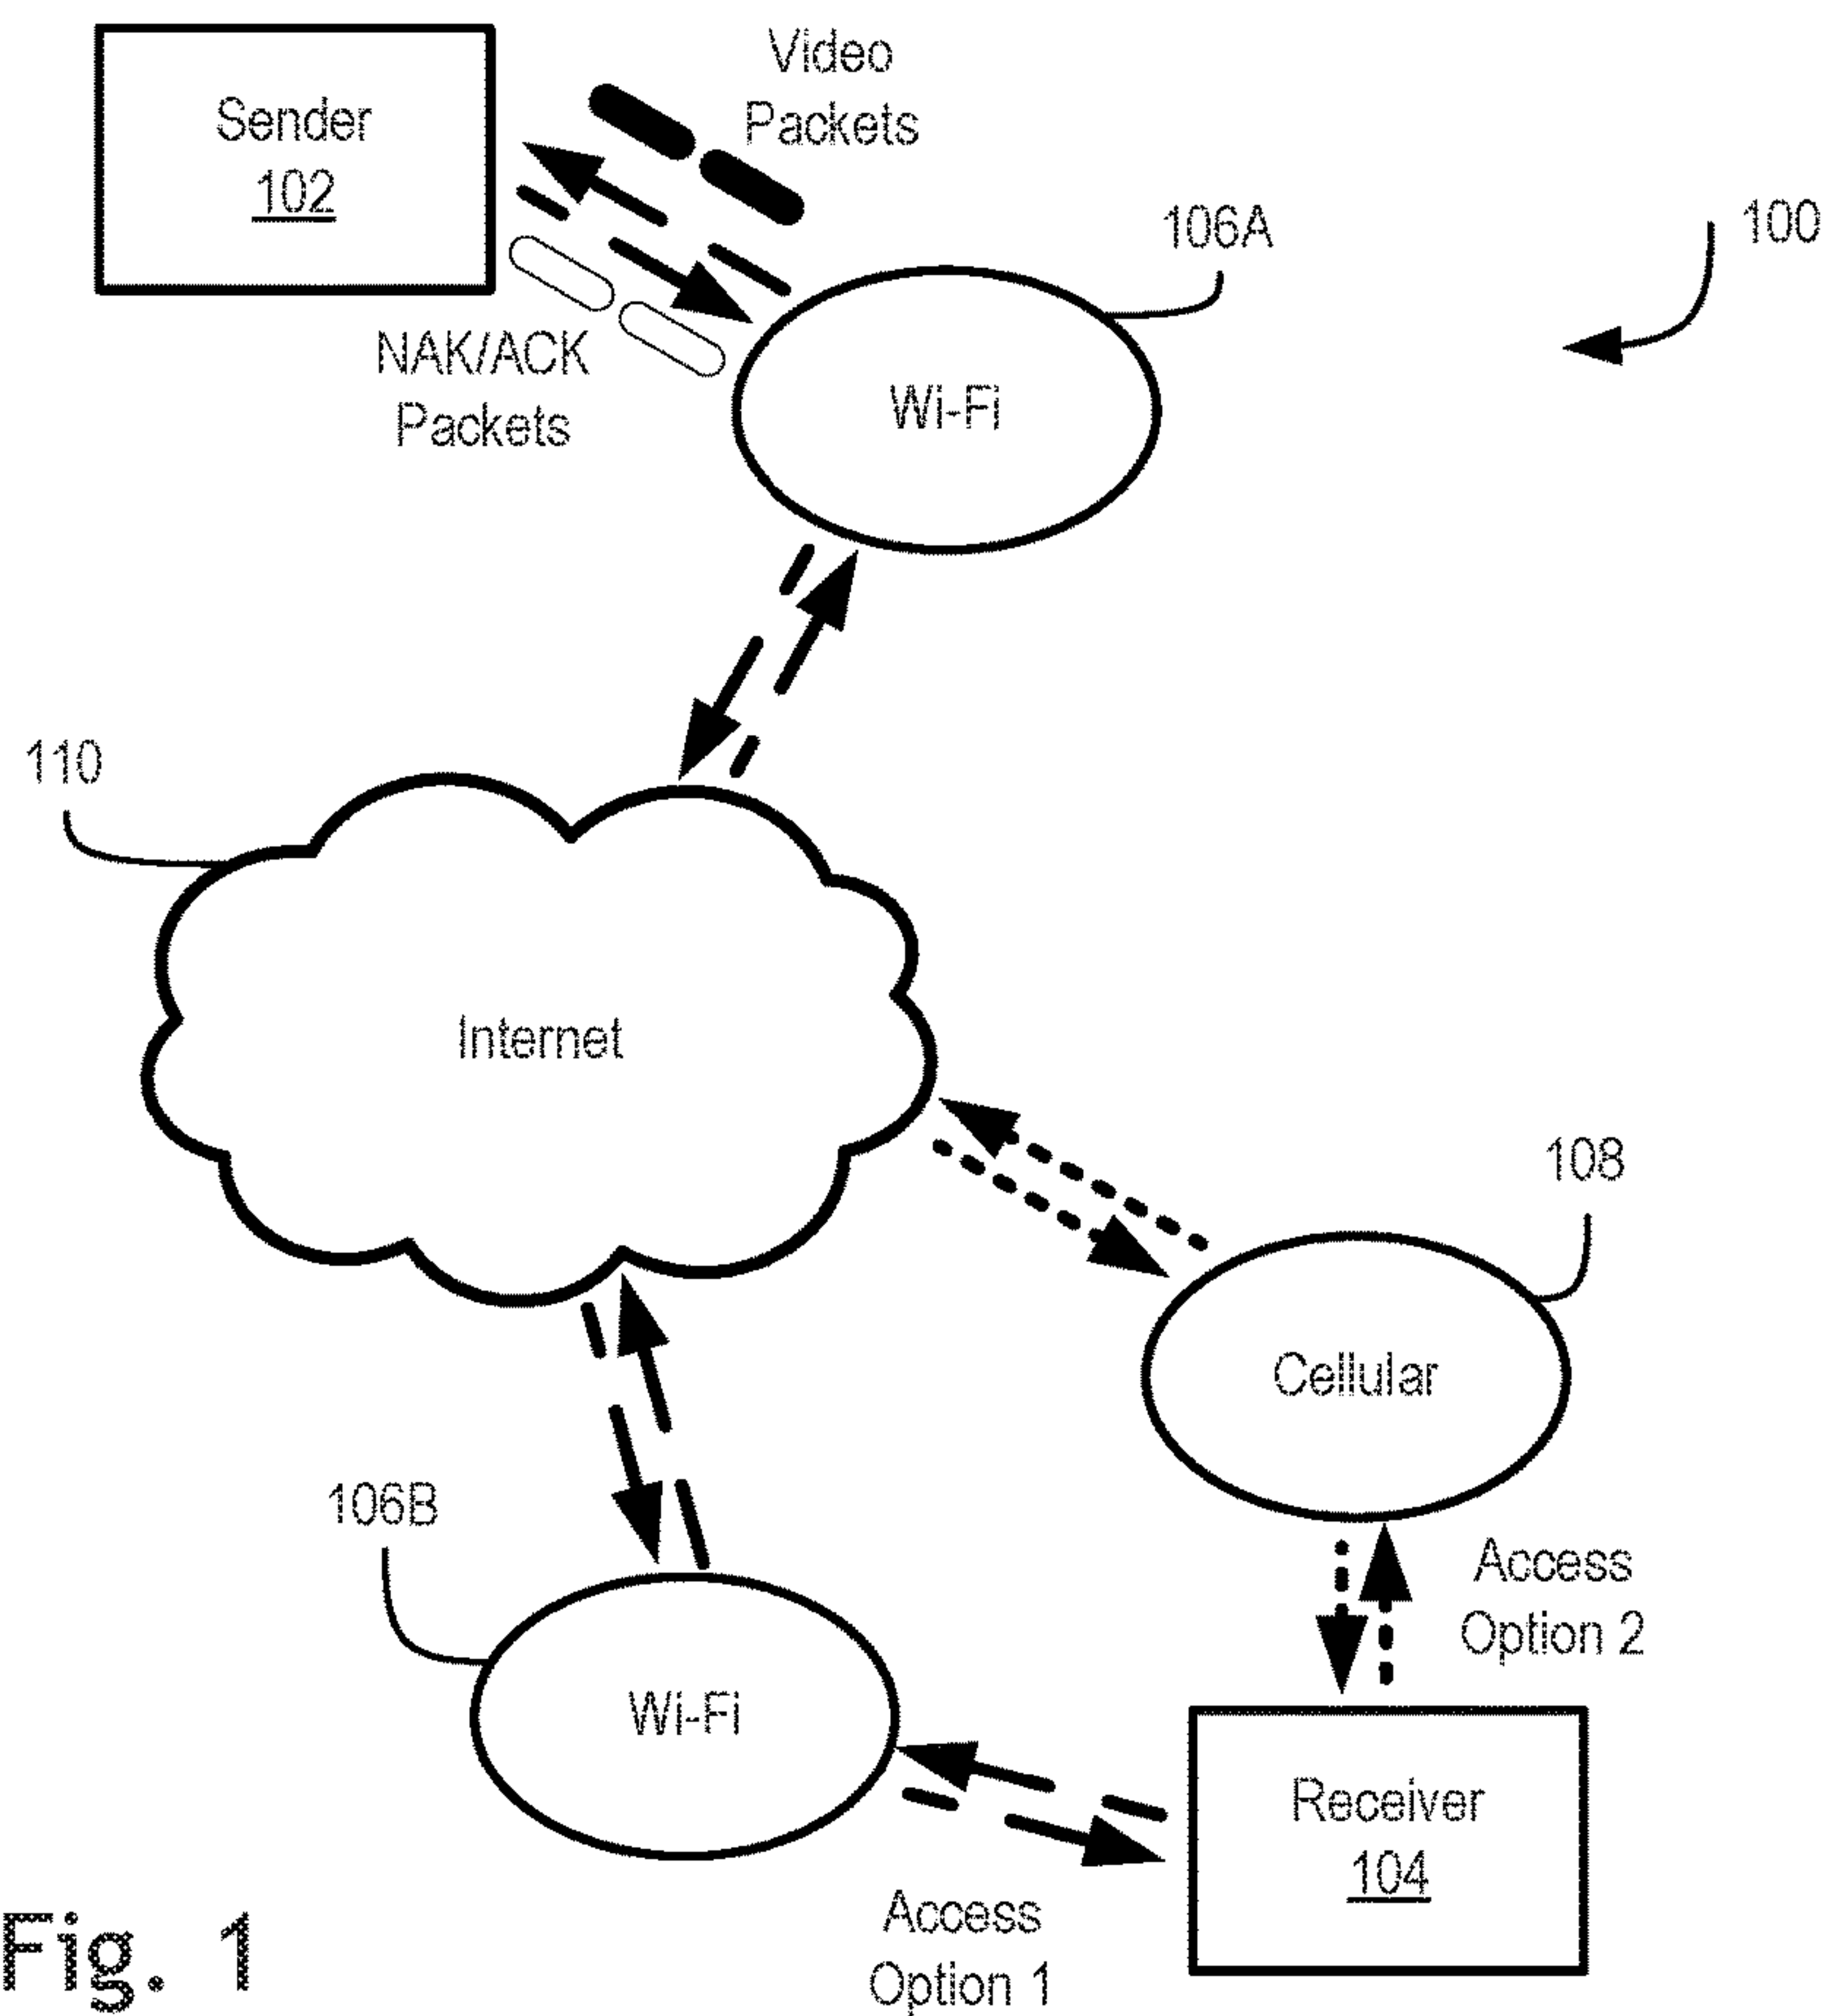 Video
Packets
Sender
102
106A
100
NAK/ACK
Packets
Wi-Fi
110
Internet
108
Cellular
106B
Access
Option 2
Wi-Fi
Receiver
104
Access
Option 1
Fig. 1